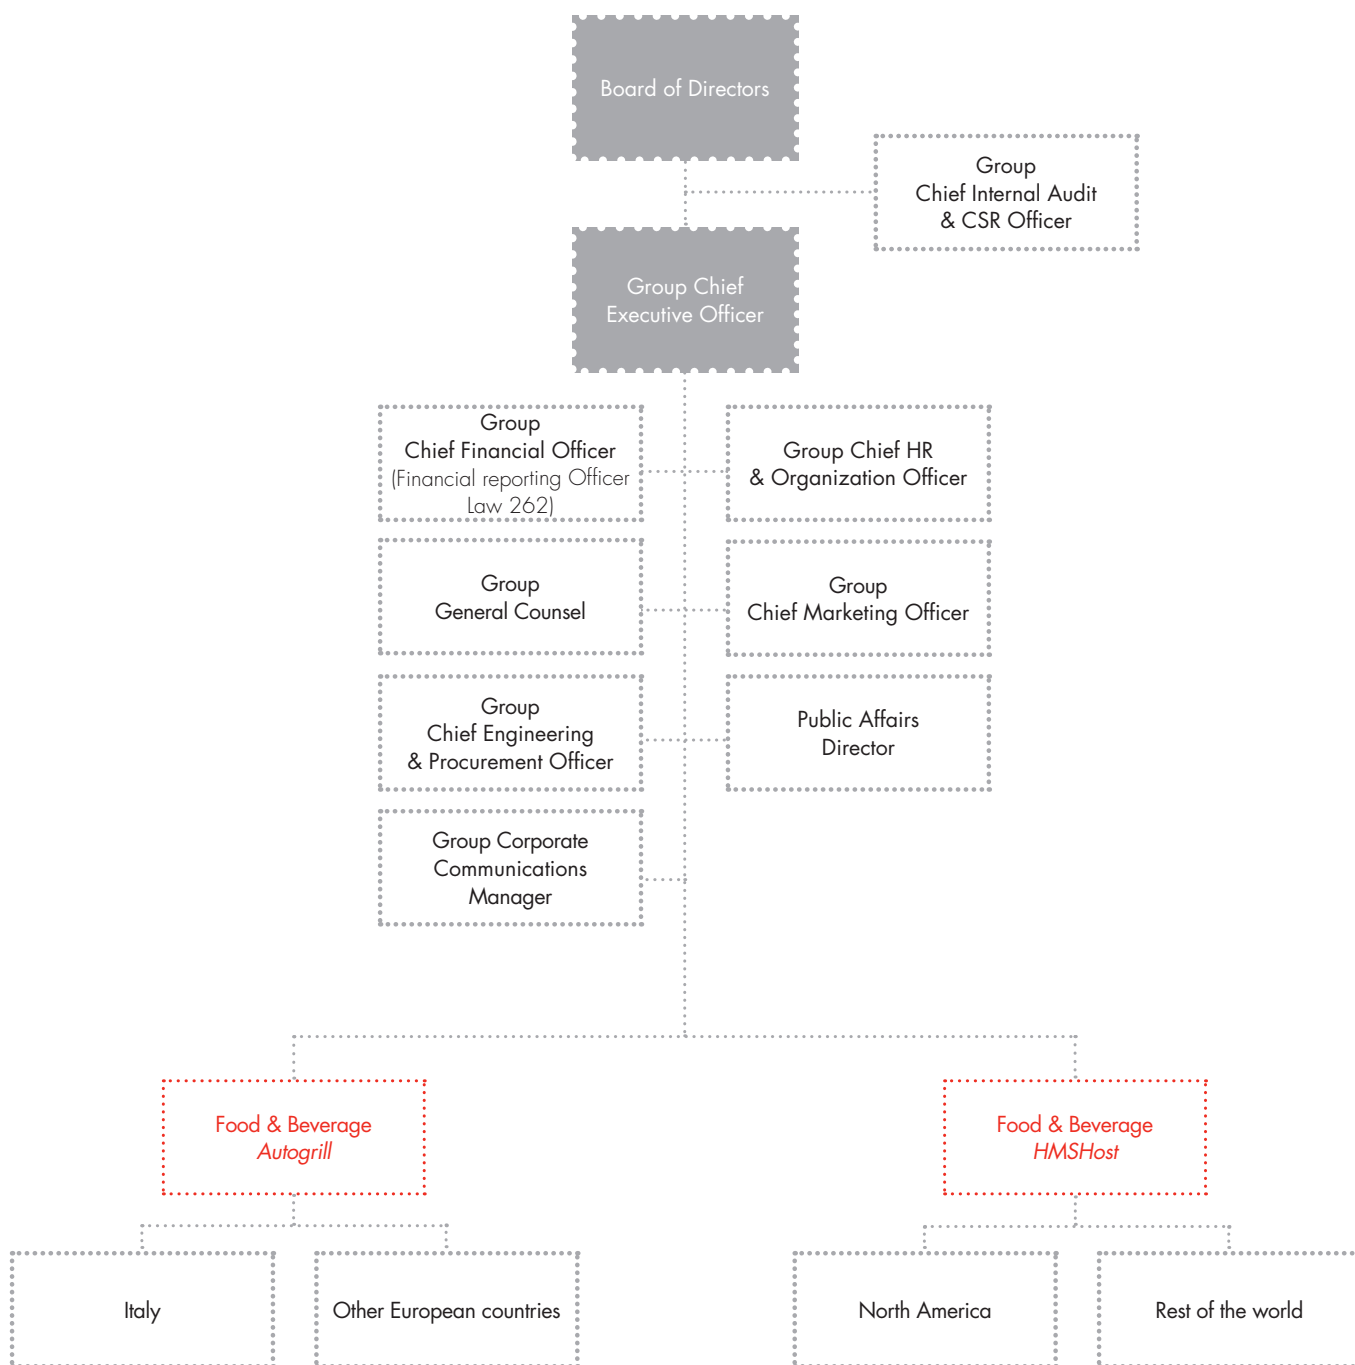 Board of Directors
Group
Chief Internal Audit
& CSR Officer
Group Chief
Executive Officer
Group
Chief Financial Officer
(Financial reporting Officer
Law 262)
Group Chief HR
& Organization Officer
Group
General Counsel
Group
Chief Marketing Officer
Group
Chief Engineering
& Procurement Officer
Public Affairs
Director
Group Corporate
Communications
Manager
Food & Beverage
Autogrill
Food & Beverage
HMSHost
Italy
Other European countries
North America
Rest of the world